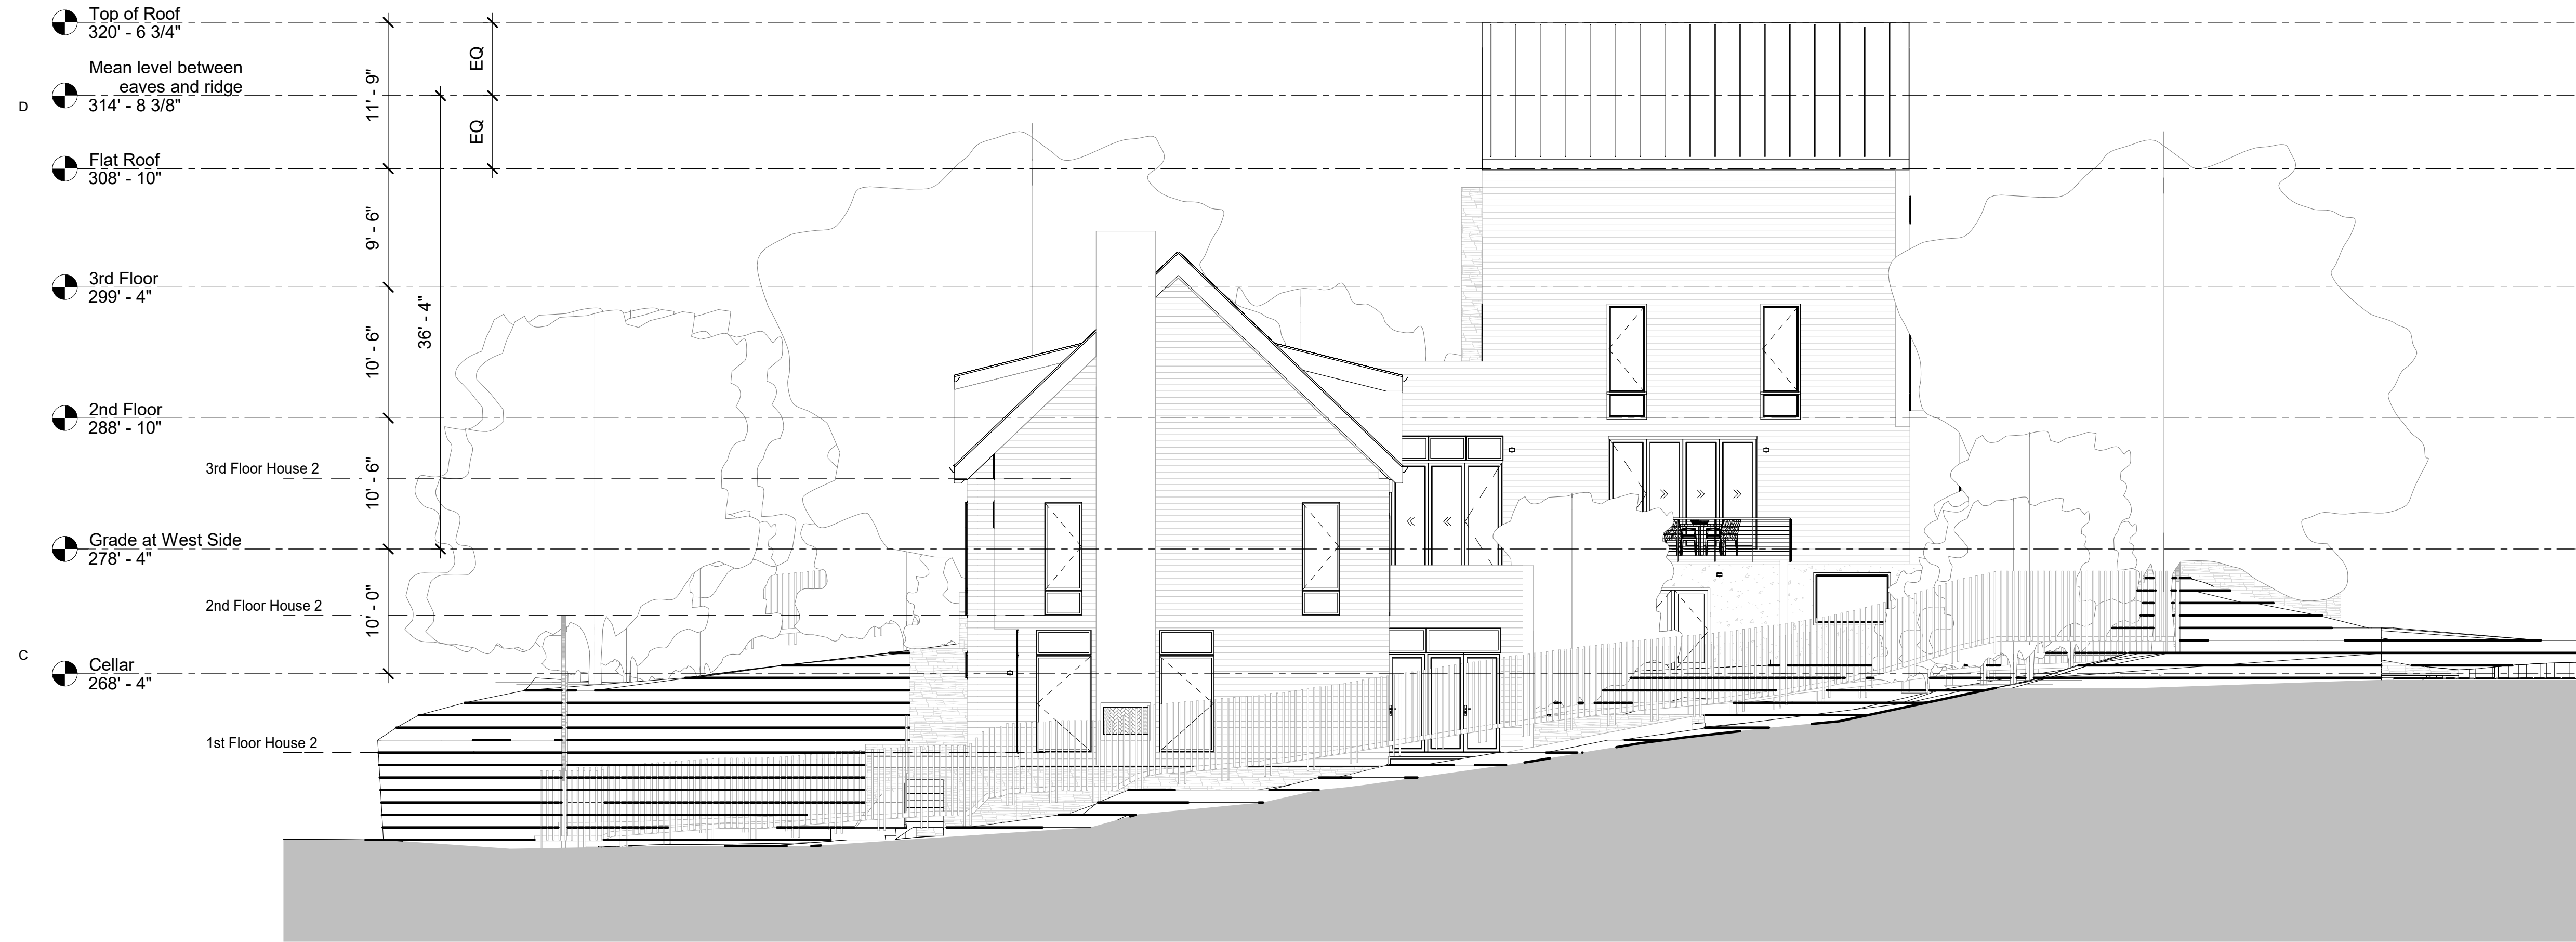 Top of Roof
320' - 6 3/4"
Mean level between
eaves and ridge
314' - 8 3/8"
D
Flat Roof
308' - 10"
3rd Floor
299' - 4"
2nd Floor
288' - 10"
3rd Floor House 2
Grade at West Side
278' - 4"
2nd Floor House 2
C
Cellar
268' - 4"
1st Floor House 2
11' - 9"
9' - 6"
10' - 6"
10' - 6"
10' - 0"
36' - 4"
EQ
EQ